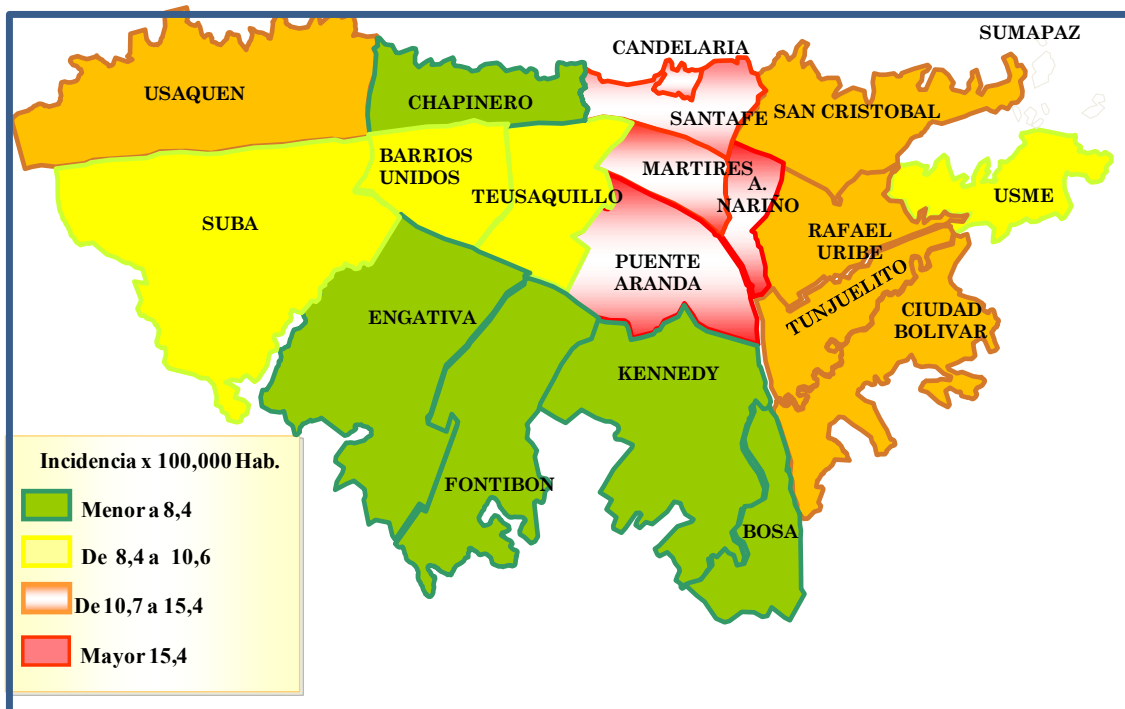 SUMAPAZ
CANDELARIA
USAQUEN
CHAPINERO
SANTAFE
SAN CRISTOBAL
BARRIOS
UNIDOS
MARTIRES
A.
NARIÑO
TEUSAQUILLO
USME
SUBA
RAFAEL
URIBE
PUENTE
ARANDA
TUNJUELITO
ENGATIVA
CIUDAD
BOLIVAR
KENNEDY
FONTIBON
BOSA
Incidencia x 100,000 Hab.
Menor a 8,4
De 8,4 a 10,6
De 10,7 a 15,4
Mayor 15,4